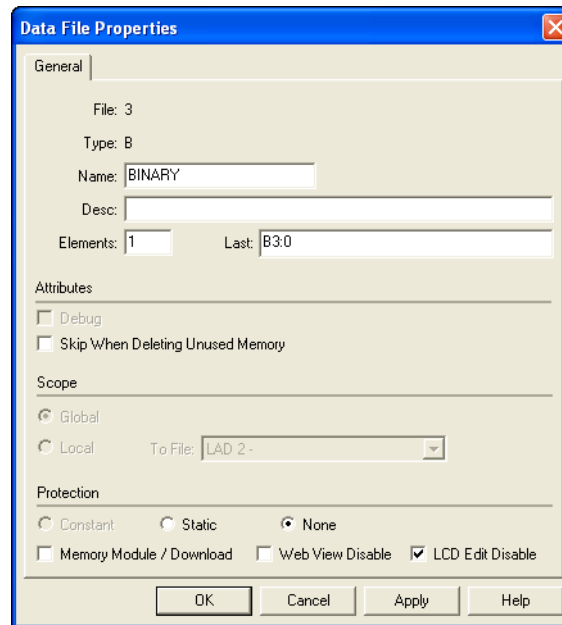 Data File Properties
General
File: 3
Type: B
Name: BINARY
Desc:
Elements: 1 Last: B3:0
Attributes
Debug
Skip When Deleting Unused Memory
Scope
Global
Local To File: LAD 2 -
Protection
Constant Static None
Memory Module / Download Web View Disable LCD Edit Disable
OK Cancel Apply Help